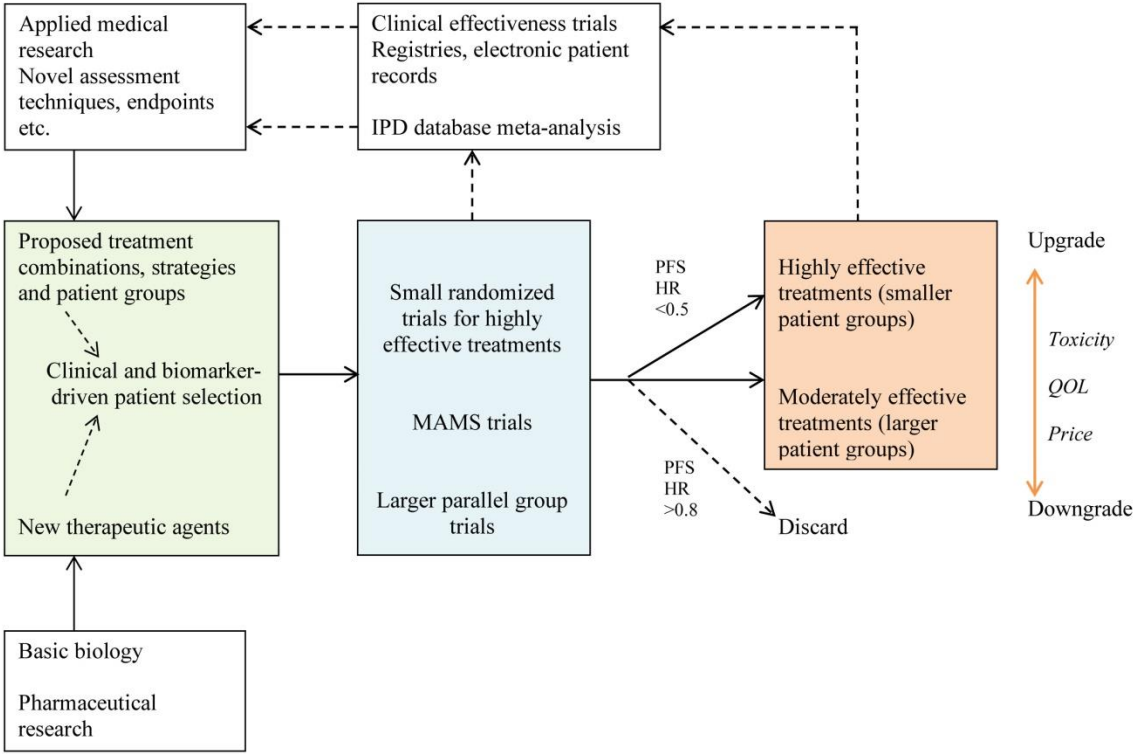 Applied medical
research
Novel assessment
techniques, endpoints
etc.
Clinical effectiveness trials
Registries, electronic patient
records
IPD database meta-analysis
Proposed treatment
combinations, strategies
and patient groups
Clinical and biomarker-
driven patient selection
New therapeutic agents
Small randomized
trials for highly
effective treatments
MAMS trials
Larger parallel group
trials
PFS
HR
<0.5
PFS
HR
>0.8
Highly effective
treatments (smaller
patient groups)
Moderately effective
treatments (larger
patient groups)
Discard
Upgrade
Toxicity
QOL
Price
Downgrade
Basic biology
Pharmaceutical
research